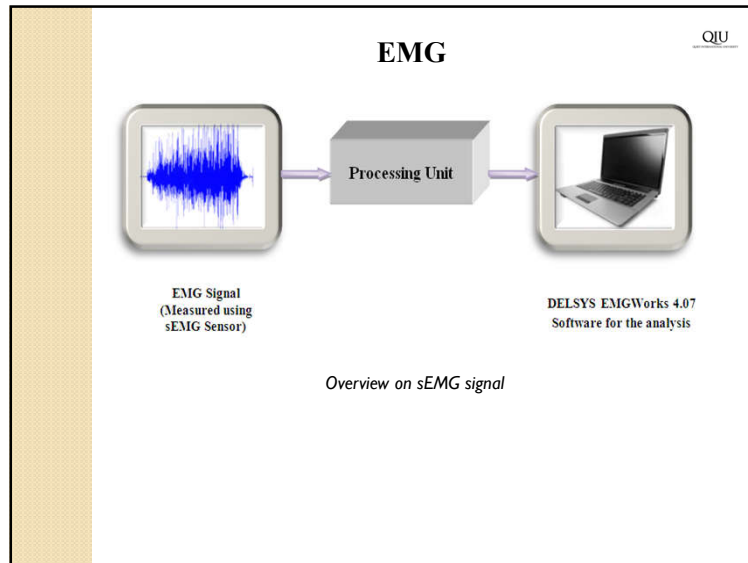 EMG
QIU
Processing Unit
EMG Signal
(Measured using
sEMG Sensor)
DELSYS EMGWorks 4.07
Software for the analysis
Overview on sEMG signal